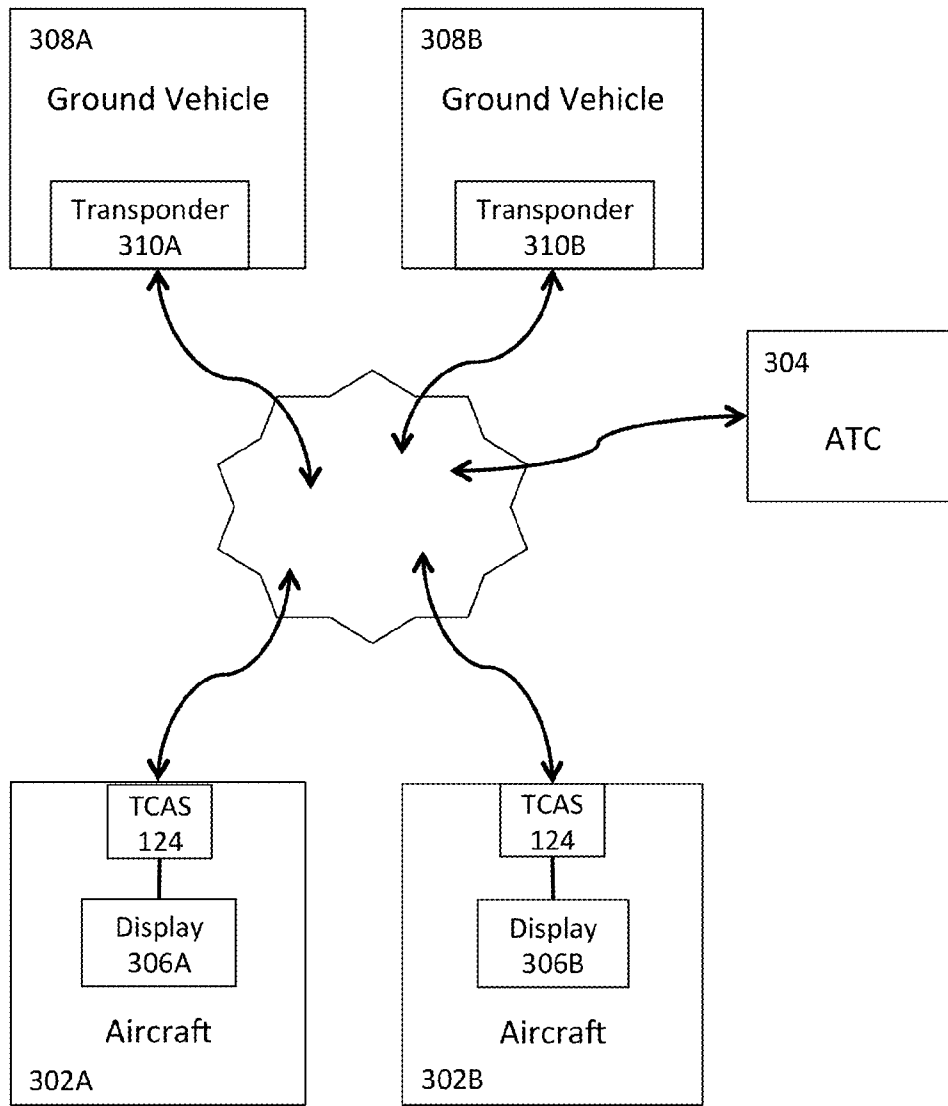 308A
Ground Vehicle
Transponder
310A
308B
Ground Vehicle
Transponder
310B
304
ATC
TCAS
124
Display
306A
Aircraft
302A
TCAS
124
Display
306B
Aircraft
302B